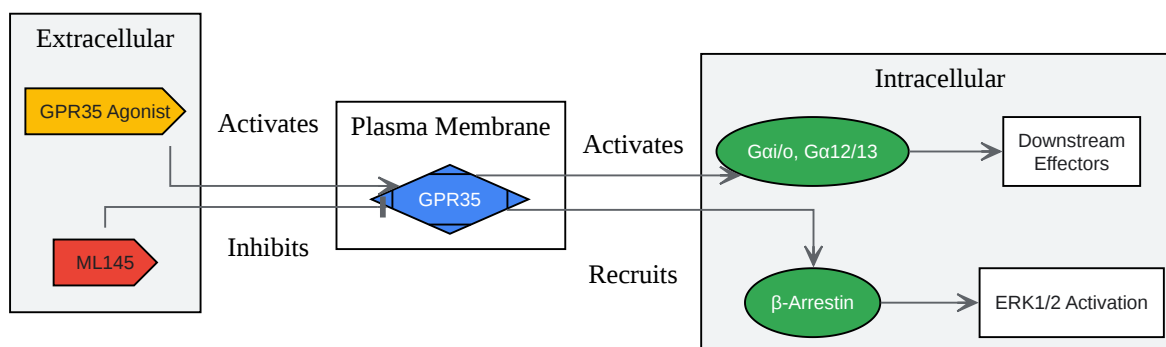 Extracellular
GPR35 Agonist
ML145
Activates
Inhibits
Plasma Membrane
GPR35
Activates
Recruits
Intracellular
Gαi/o, Gα12/13
Downstream
Effectors
β-Arrestin
ERK1/2 Activation